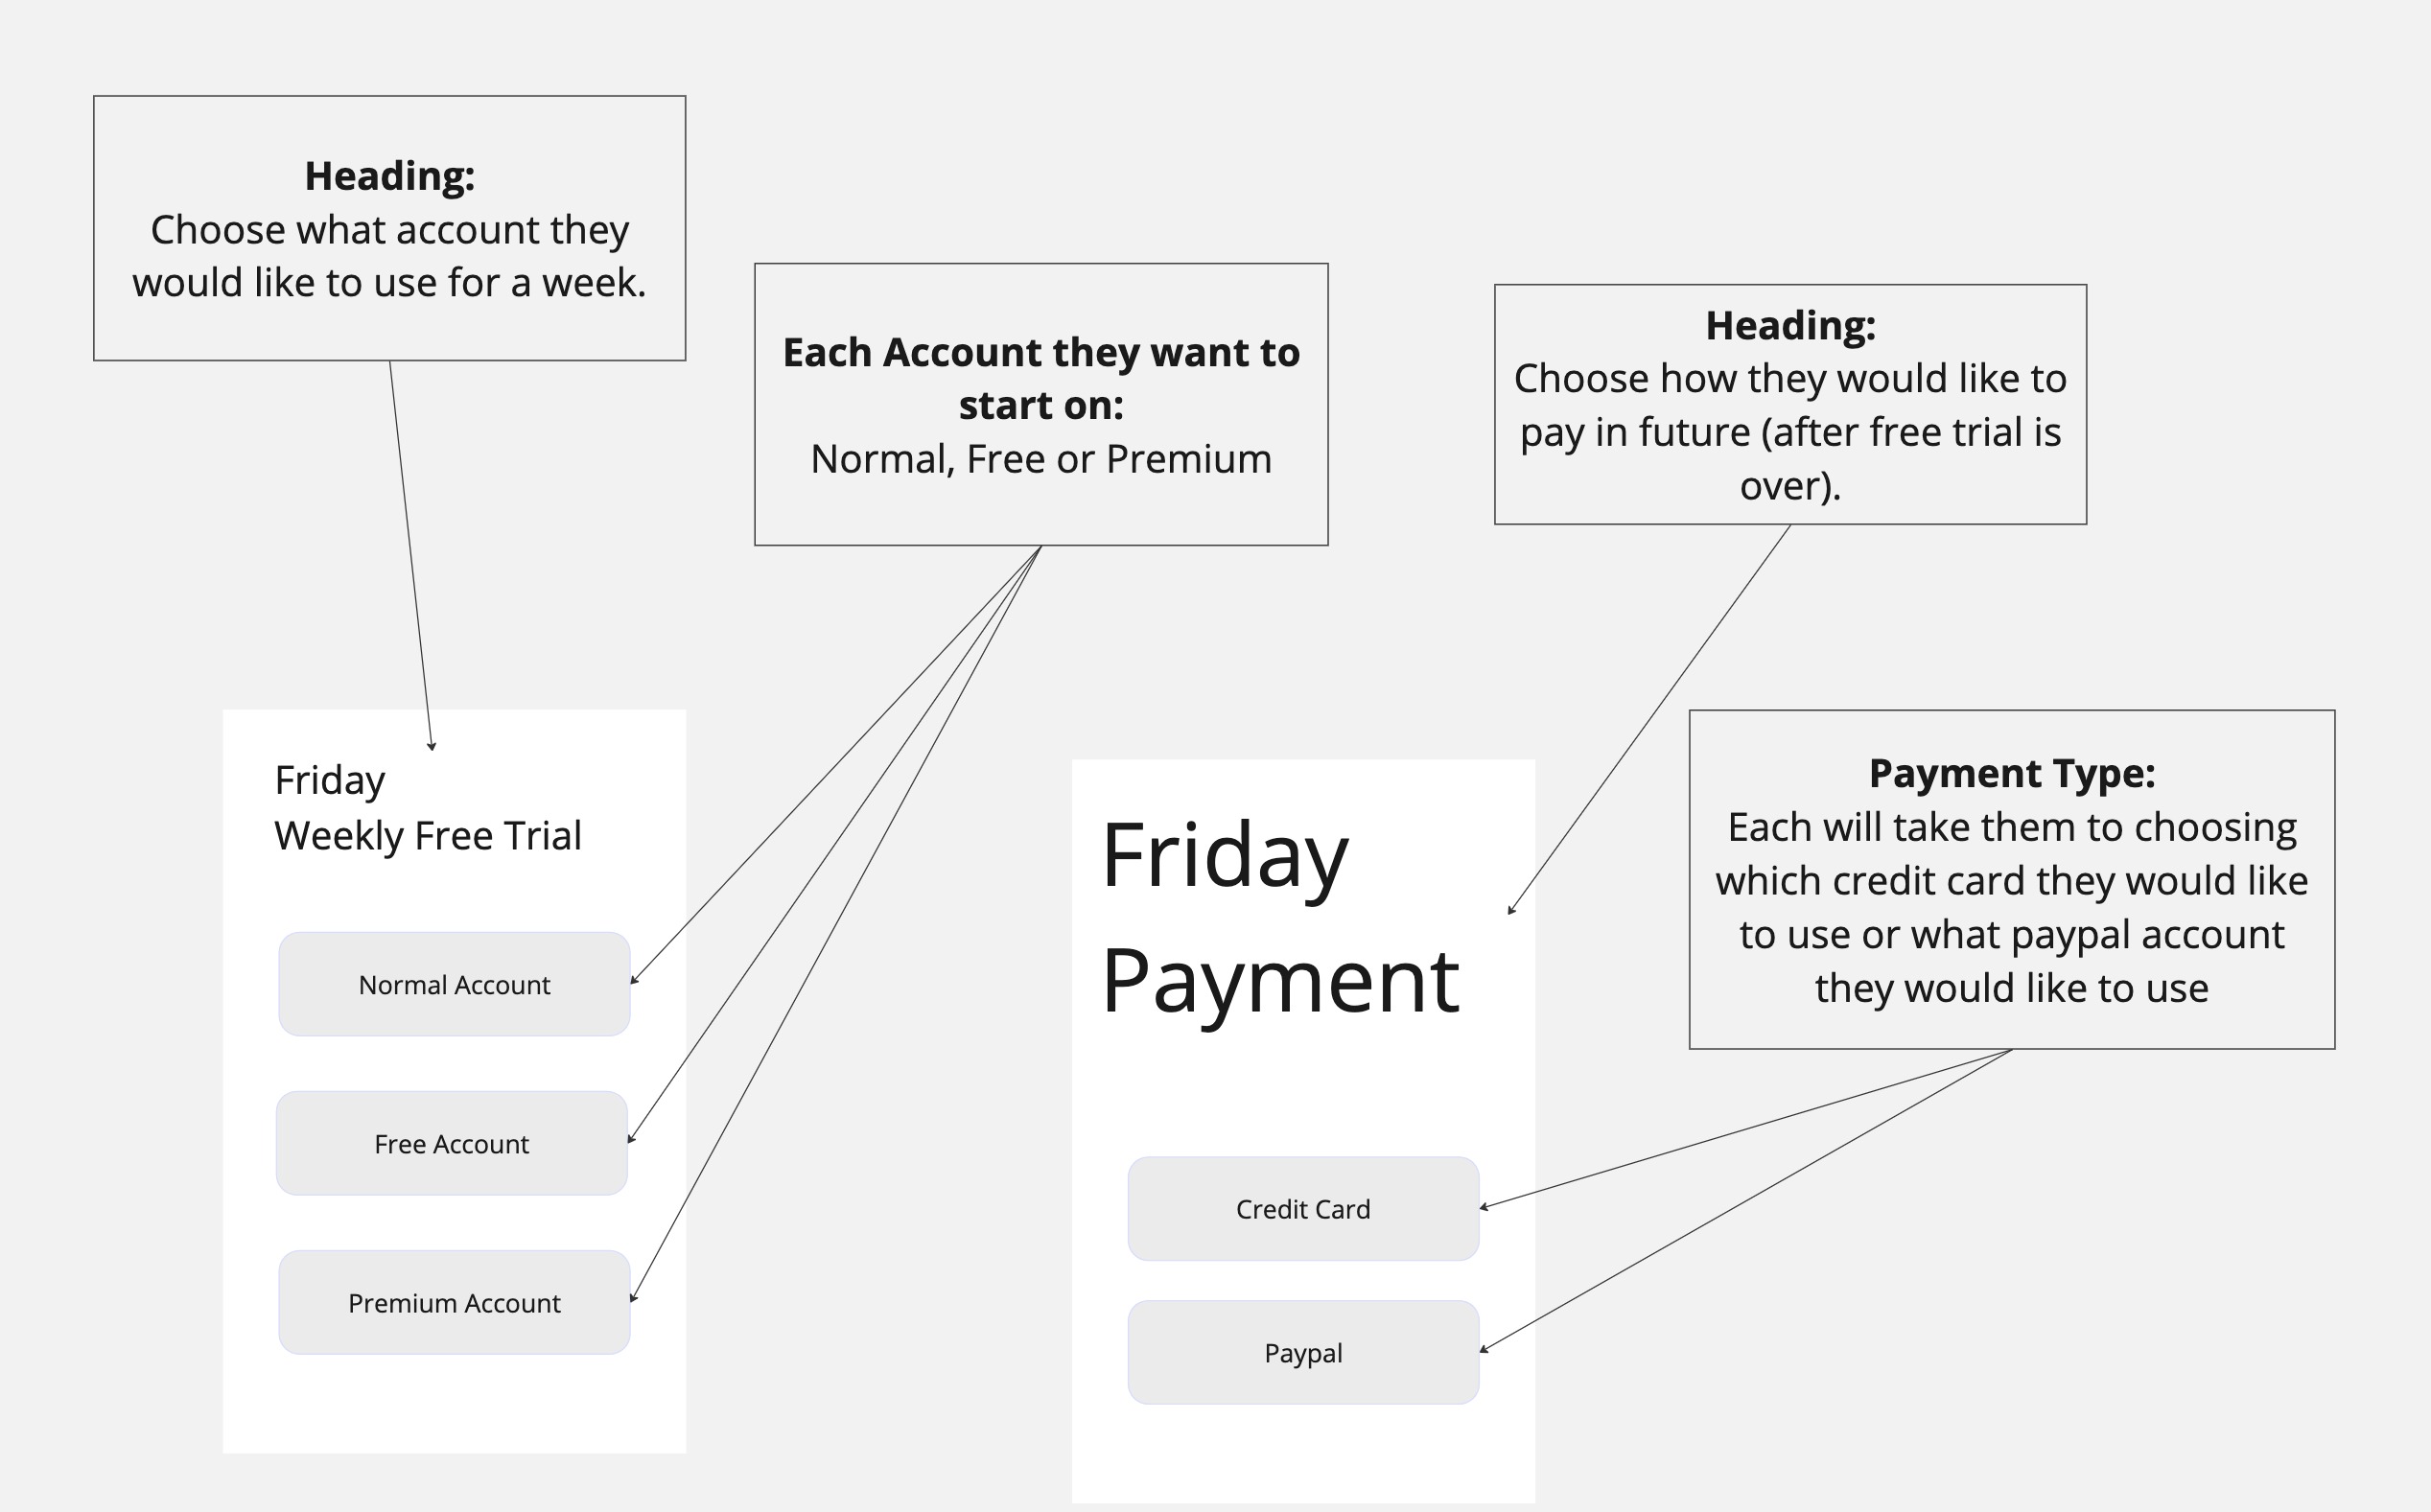 Heading:
Choose what account they
would like to use for a week.
Each Account they want to
start on:
Normal, Free or Premium
Heading:
Choose how they would like to
pay in future (after free trial is
over).
Friday
Weekly Free Trial
Normal Account
Free Account
Premium Account
Friday
Payment
Credit Card
Paypal
Payment Type:
Each will take them to choosing
which credit card they would like
to use or what paypal account
they would like to use